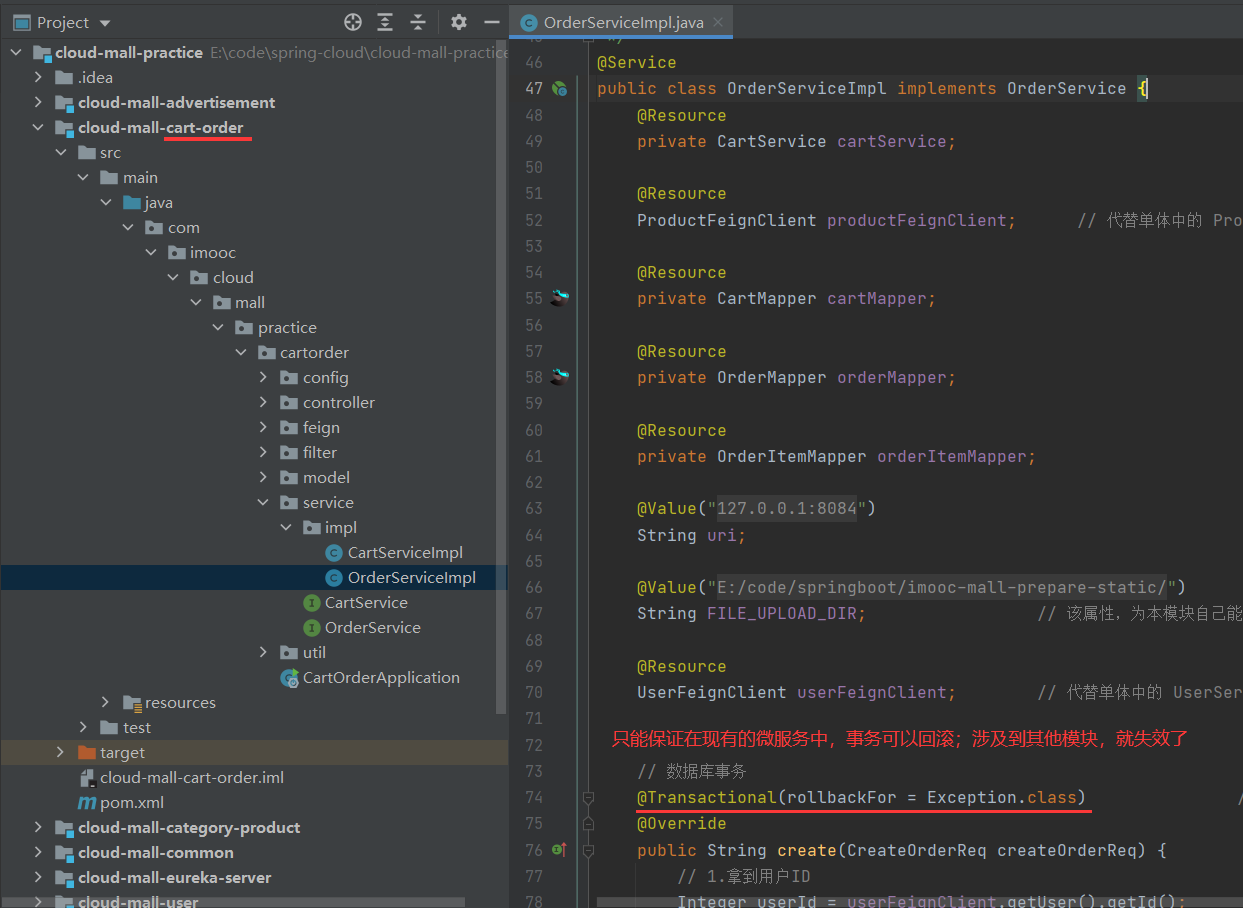 Project
cloud-mall-practice E:\code\spring-cloud\cloud-mall-practice
.idea
cloud-mall-advertisement
cloud-mall-cart-order
src
main
java
com
imooc
cloud
mall
practice
cartorder
config
controller
feign
filter
model
service
impl
CartServiceImpl
OrderServiceImpl
CartService
OrderService
util
CartOrderApplication
resources
test
target
cloud-mall-cart-order.iml
pom.xml
cloud-mall-category-product
cloud-mall-common
cloud-mall-eureka-server
cloud-mall-user
OrderServiceImpl.java
46 @Service
47 public class OrderServiceImpl implements OrderService {
48 @Resource
49 private CartService cartService;
50
51 @Resource
52 ProductFeignClient productFeignClient; // 代替单体中的 Pro
53
54 @Resource
55 private CartMapper cartMapper;
56
57 @Resource
58 private OrderMapper orderMapper;
59
60 @Resource
61 private OrderItemMapper orderItemMapper;
62
63 @Value("127.0.0.1:8084")
64 String uri;
65
66 @Value("E:/code/springboot/imooc-mall-prepare-static/")
67 String FILE_UPLOAD_DIR; // 该属性，为本模块自己能
68
69 @Resource
70 UserFeignClient userFeignClient; // 代替单体中的 UserSer
71
72 只能保证在现有的微服务中，事务可以回滚；涉及到其他模块，就失效了
73 // 数据库事务
74 @Transactional(rollbackFor = Exception.class) /
75 @Override
76 public String create(CreateOrderReq createOrderReq) {
77 // 1.拿到用户ID
78 Integer userId = userFeignClient.getUser().getId();